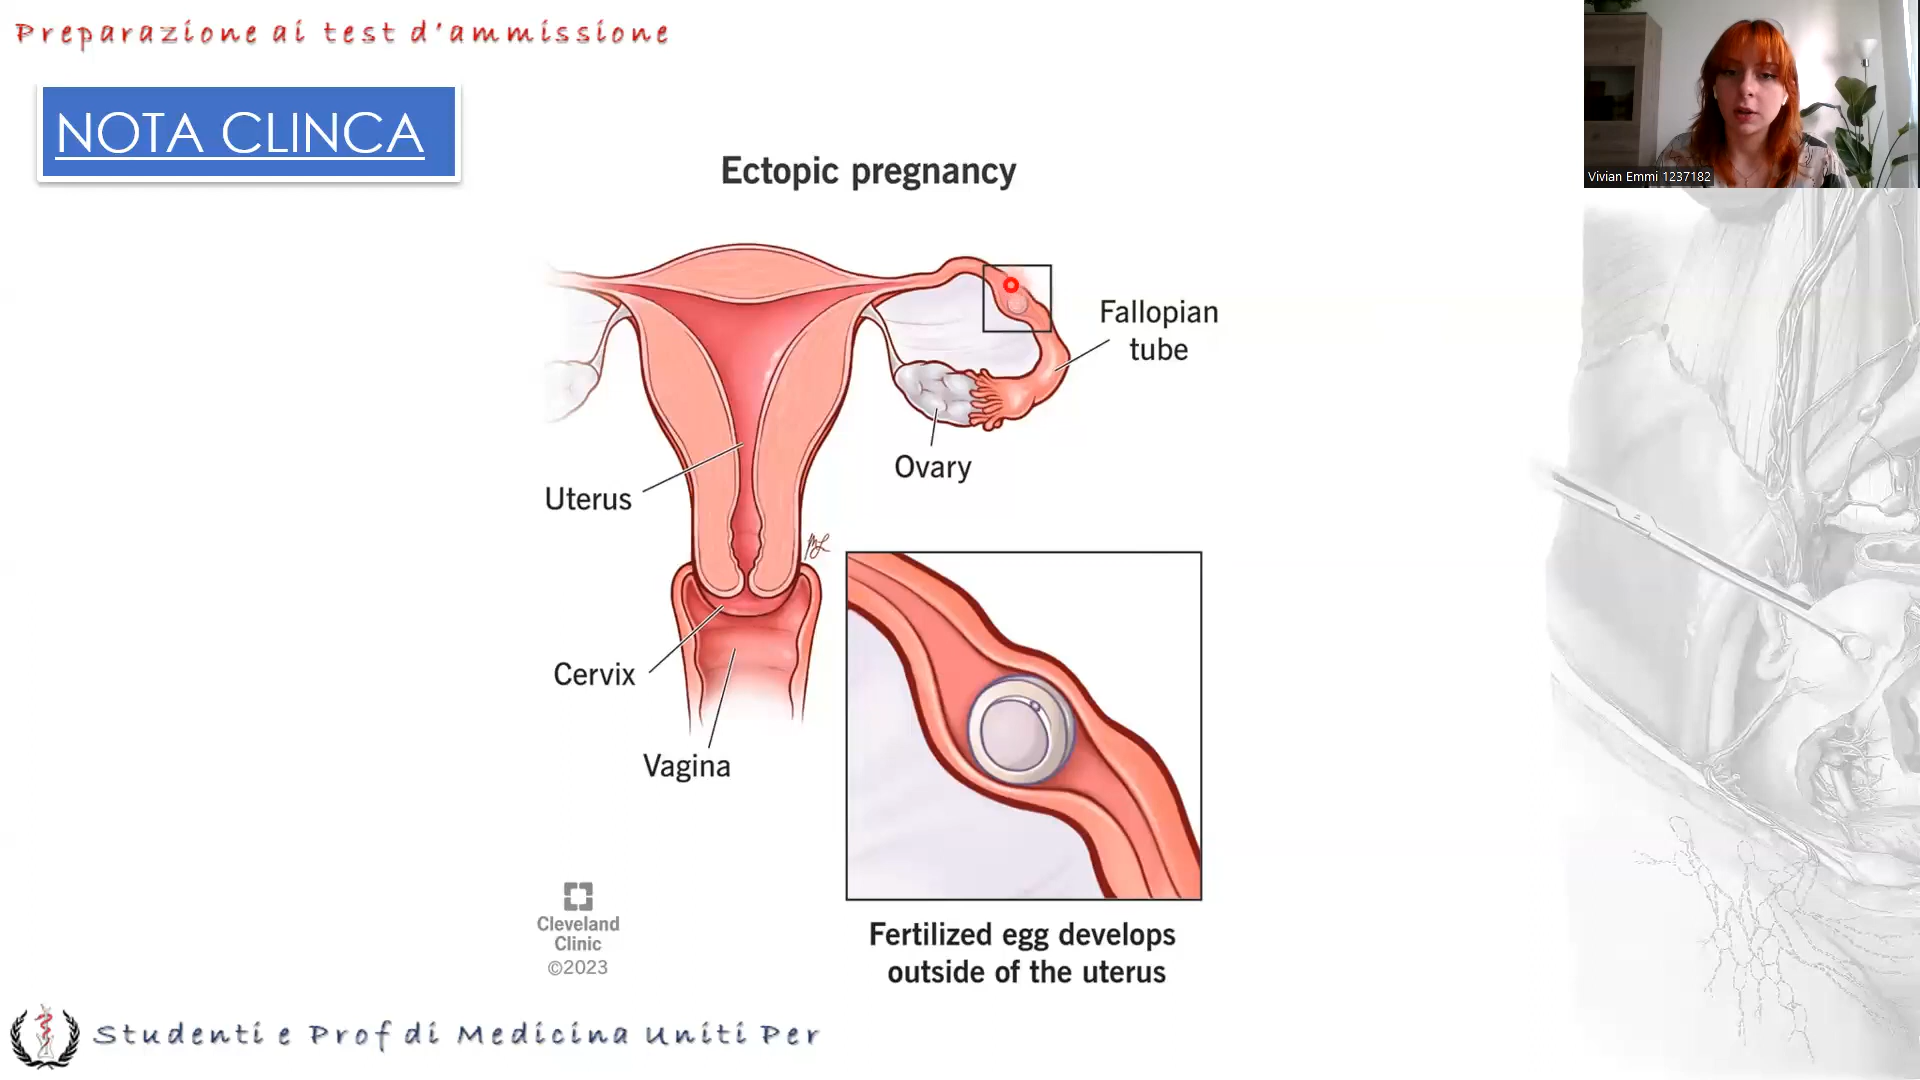 Preparazione ai test d'ammissione
NOTA CLINCA
Vivian Emmi 1237182
Ectopic pregnancy
Fallopian
tube
Ovary
Uterus
Cervix
Vagina
Cleveland
Clinic
©2023
Fertilized egg develops
outside of the uterus
Studenti e Prof di Medicina Uniti Per